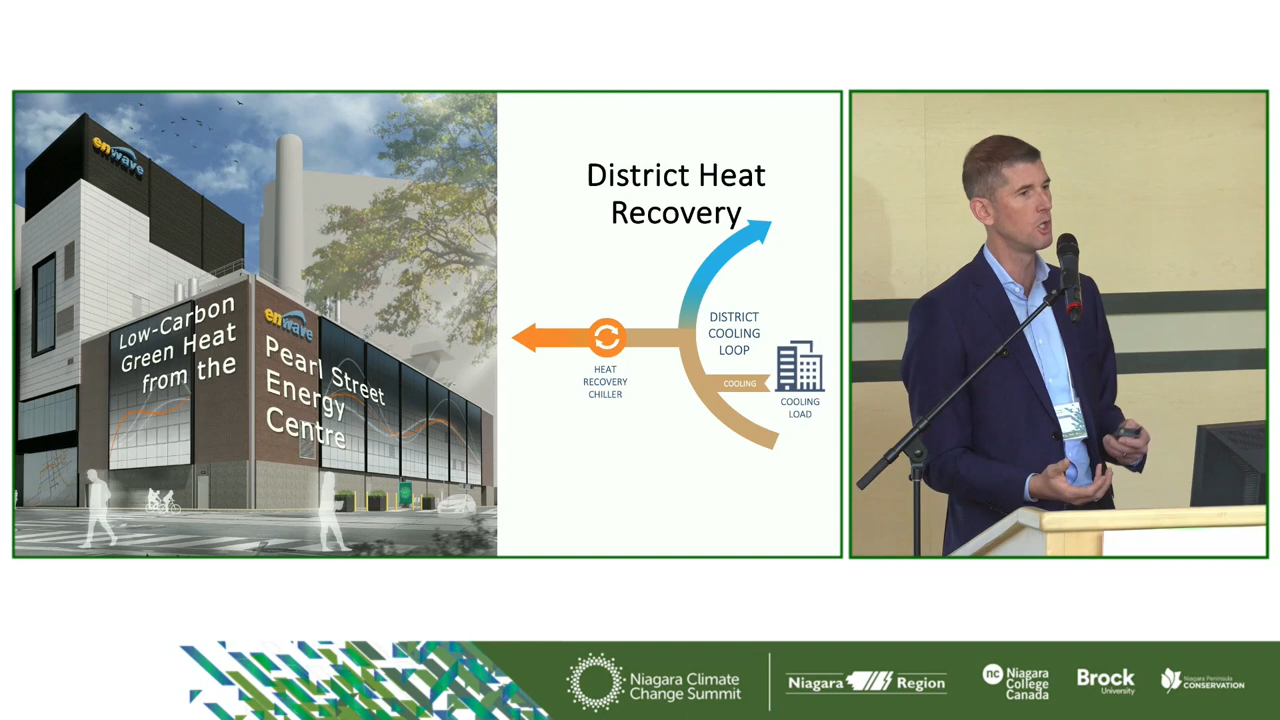 enwave
Low-Carbon
Green Heat
from the
enwave
Pearl Street
Energy
Centre
District Heat
Recovery
DISTRICT
COOLING
LOOP
HEAT
RECOVERY
CHILLER
COOLING
COOLING
LOAD
Niagara Climate
Change Summit
Niagara Region
nc
Niagara
College
Canada
Brock
University
Niagara Peninsula
CONSERVATION